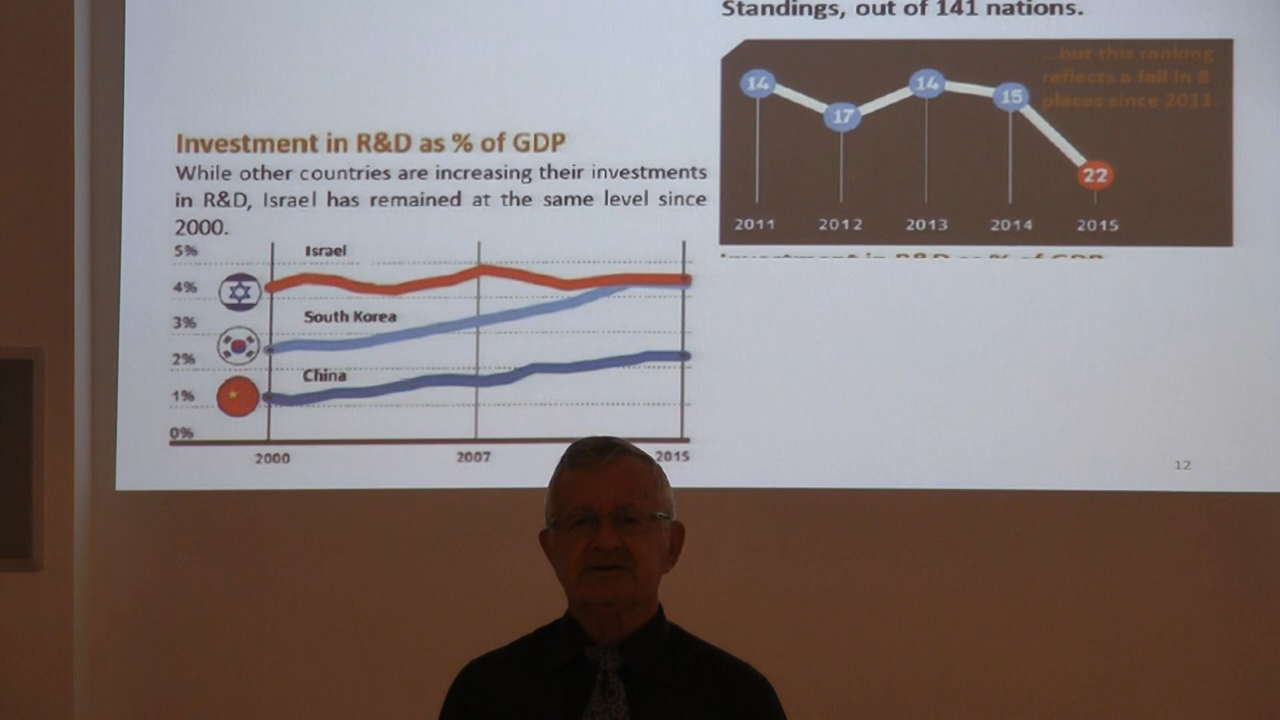 Standings, out of 141 nations.
...but this ranking
reflects a fall in 8
places since 2011.
14
17
14
15
22
2011 2012 2013 2014 2015
Investment in R&D as % of GDP
Investment in R&D as % of GDP
While other countries are increasing their investments
in R&D, Israel has remained at the same level since
2000.
5%
Israel
4%
3%
South Korea
2%
China
1%
0%
2000 2007 2015
12